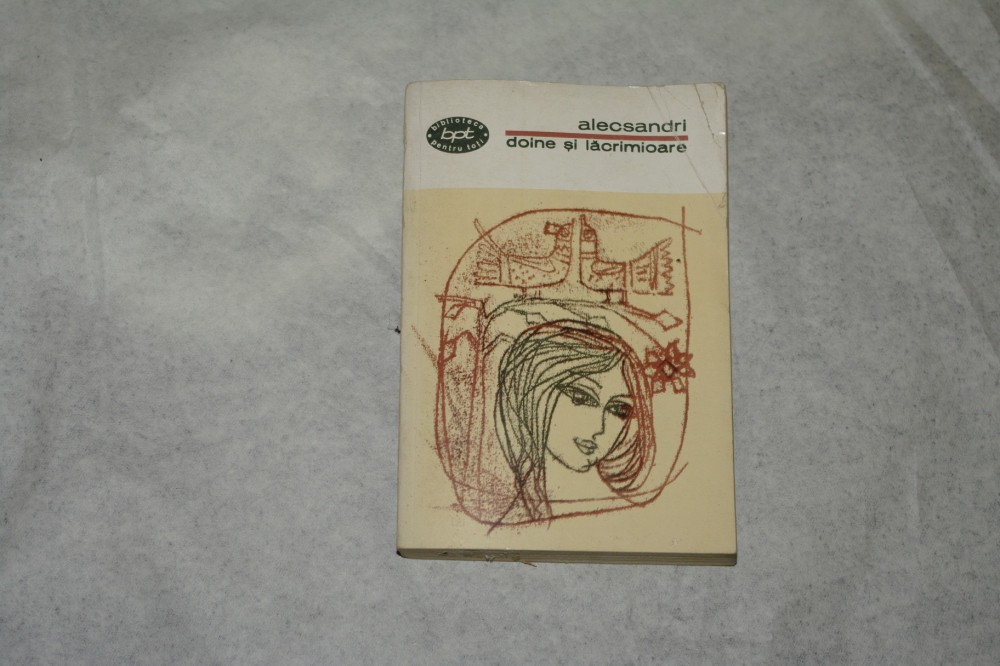 biblioteca
bpt
pentru toți
alecsandri
doine și lăcrimioare